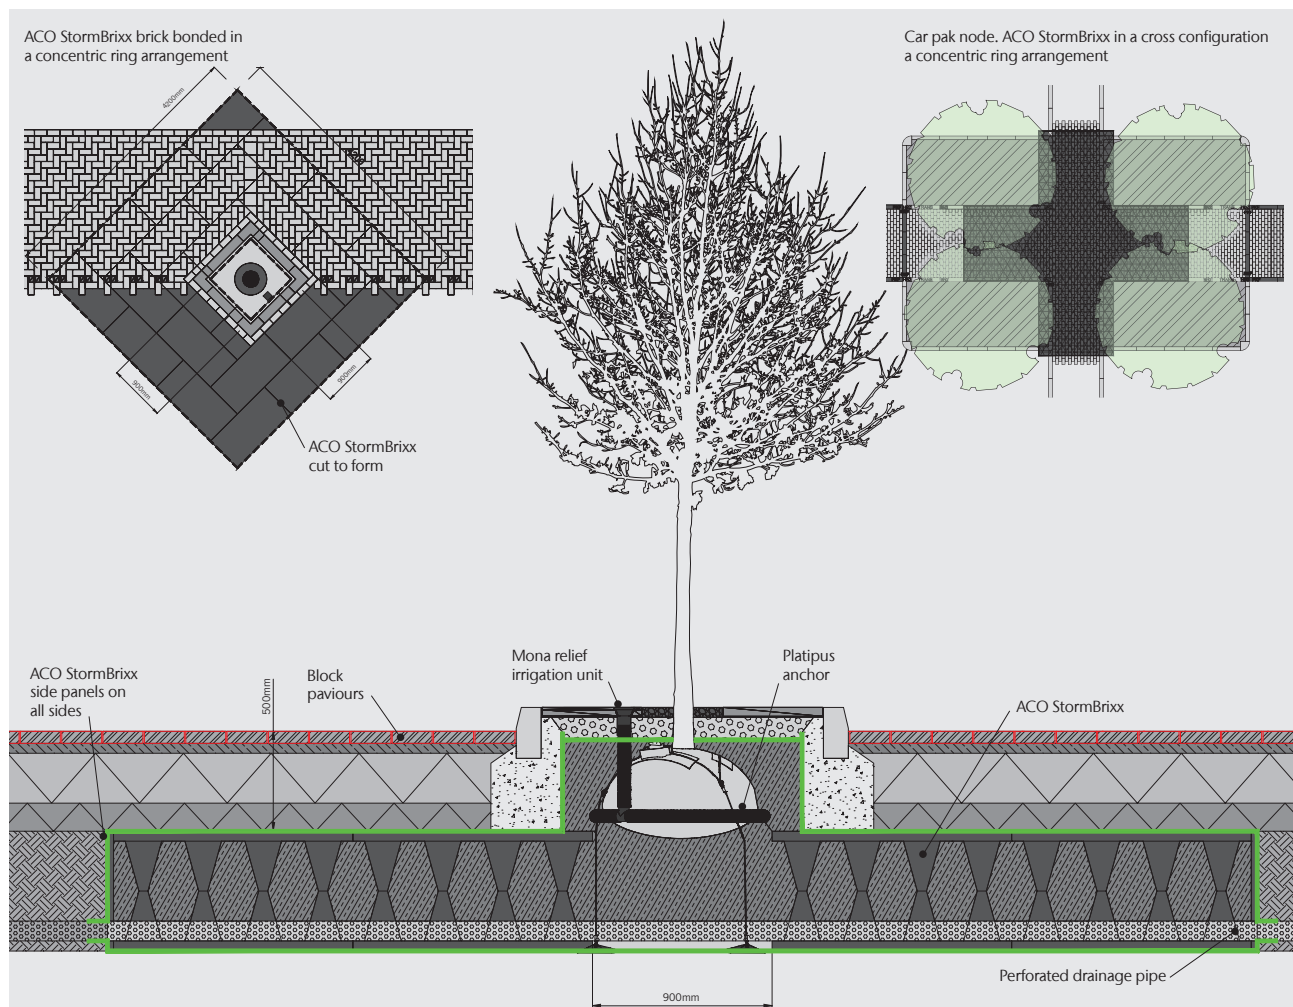 ACO StormBrixx brick bonded in
a concentric ring arrangement
4200mm
4200
900mm
900mm
ACO StormBrixx
cut to form
Car pak node. ACO StormBrixx in a cross configuration
a concentric ring arrangement
ACO StormBrixx
side panels on
all sides
500mm
Block
paviours
Mona relief
irrigation unit
Platipus
anchor
ACO StormBrixx
Perforated drainage pipe
900mm